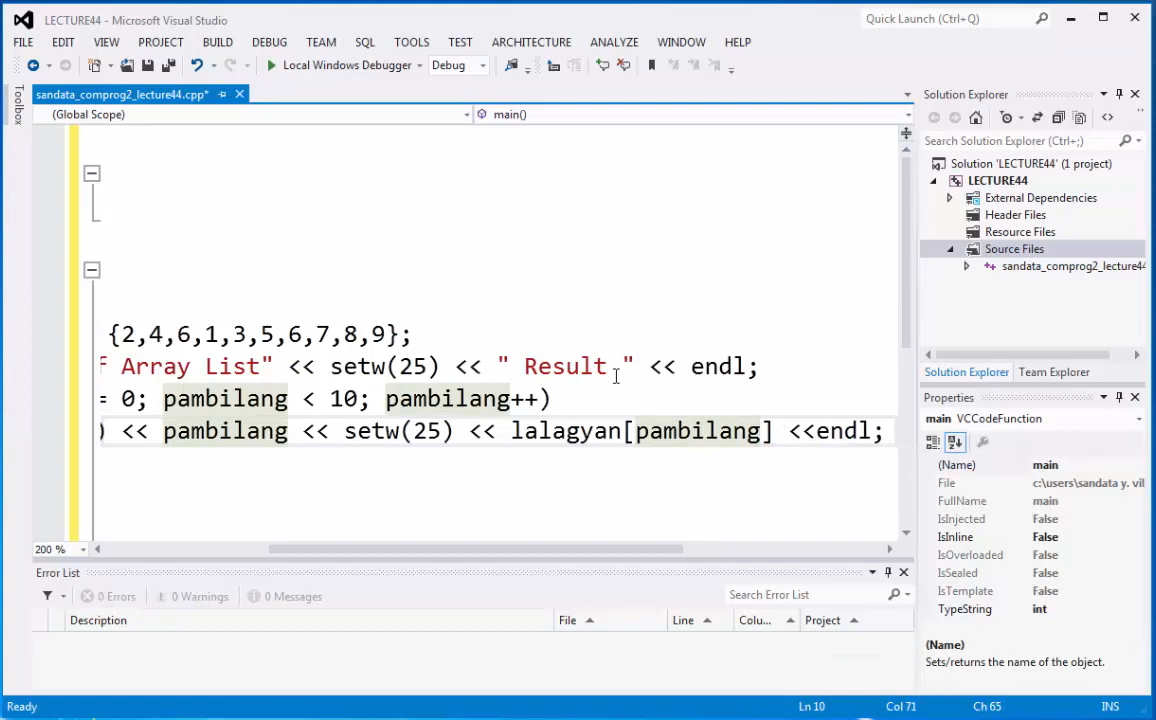 LECTURE44 - Microsoft Visual Studio
Quick Launch (Ctrl+Q)
FILE EDIT VIEW PROJECT BUILD DEBUG TEAM SQL TOOLS TEST ARCHITECTURE ANALYZE WINDOW HELP
Local Windows Debugger Debug
Toolbox
sandata_comprog2_lecture44.cpp*
(Global Scope) main()
{2,4,6,1,3,5,6,7,8,9};
f Array List" << setw(25) << " Result " << endl;
= 0; pambilang < 10; pambilang++)
) << pambilang << setw(25) << lalagyan[pambilang] <<endl;
200 %
Error List
0 Errors 0 Warnings 0 Messages
Search Error List
Description File Line Colu... Project
Solution Explorer
Search Solution Explorer (Ctrl+;)
Solution 'LECTURE44' (1 project)
LECTURE44
External Dependencies
Header Files
Resource Files
Source Files
sandata_comprog2_lecture44
Solution Explorer Team Explorer
Properties
main VCCodeFunction
(Name) main
File c:\users\sandata y. vil
FullName main
IsInjected False
IsInline False
IsOverloaded False
IsSealed False
IsTemplate False
TypeString int
(Name)
Sets/returns the name of the object.
Ready Ln 10 Col 71 Ch 65 INS